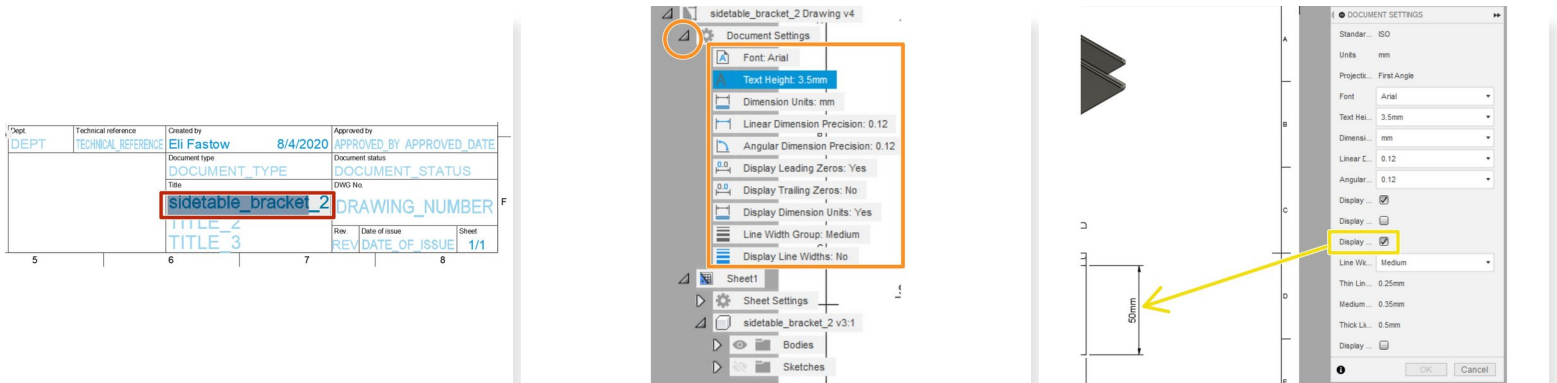 Dept.
Technical reference
Created by
Approved by
DEPT
TECHNICAL_REFERENCE
Eli Fastow
8/4/2020
APPROVED_BY APPROVED_DATE
Document type
Document status
DOCUMENT_TYPE
DOCUMENT_STATUS
Title
DWG No.
sidetable_bracket_2
DRAWING_NUMBER
TITLE_2
TITLE_3
Rev.
Date of issue
Sheet
REV
DATE_OF_ISSUE
1/1
F
5
6
7
8
sidetable_bracket_2 Drawing v4
Document Settings
Font: Arial
Text Height: 3.5mm
Dimension Units: mm
Linear Dimension Precision: 0.12
Angular Dimension Precision: 0.12
Display Leading Zeros: Yes
Display Trailing Zeros: No
Display Dimension Units: Yes
Line Width Group: Medium
Display Line Widths: No
Sheet1
Sheet Settings
sidetable_bracket_2 v3:1
Bodies
Sketches
A
B
C
D
50mm
DOCUMENT SETTINGS
Standar... ISO
Units mm
Projectic... First Angle
Font Arial
Text Hei... 3.5mm
Dimensi... mm
Linear D... 0.12
Angular... 0.12
Display ...
Display ...
Display ...
Line Wic... Medium
Thin Lin... 0.25mm
Medium... 0.35mm
Thick Li... 0.5mm
Display ...
OK
Cancel